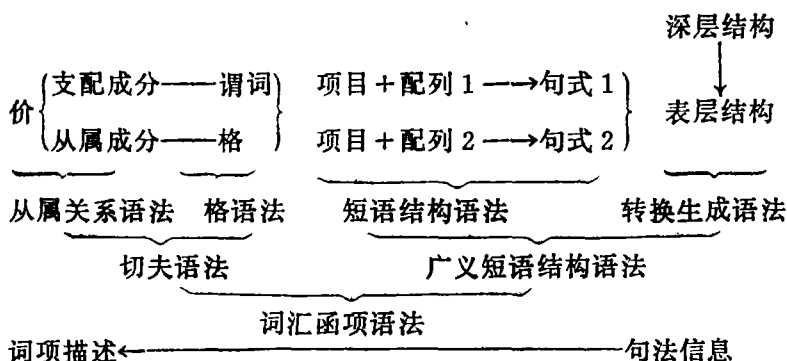 深层结构
价 支配成分——谓词 项目+配列1→句式1
从属成分——格 项目+配列2→句式2 表层结构
从属关系语法 格语法 短语结构语法 转换生成语法
切夫语法 广义短语结构语法
词汇函项语法
词项描述←句法信息